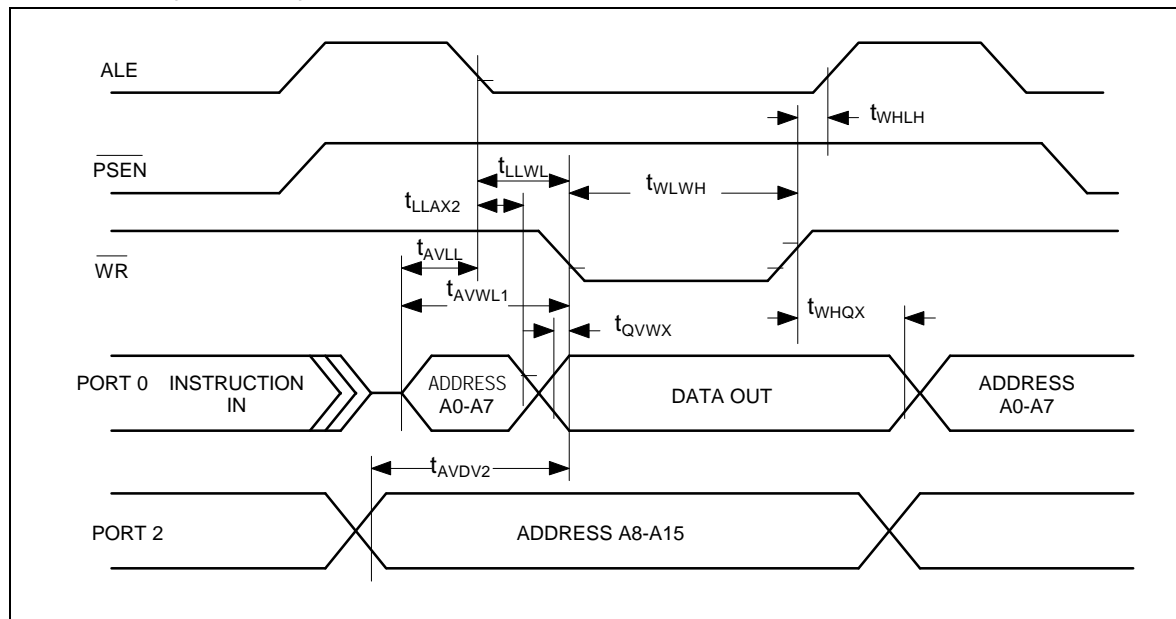 ALE
tWHLH
PSEN
tLLWL
tWLWH
tLLAX2
tAVLL
WR
tAVWL1
tWHQX
tQVWX
PORT 0
INSTRUCTION
IN
ADDRESS
A0-A7
DATA OUT
ADDRESS
A0-A7
tAVDV2
PORT 2
ADDRESS A8-A15